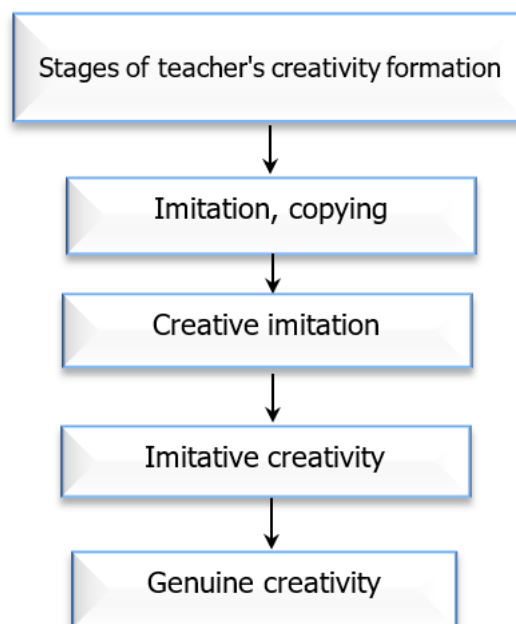 Stages of teacher's creativity formation
Imitation, copying
Creative imitation
Imitative creativity
Genuine creativity